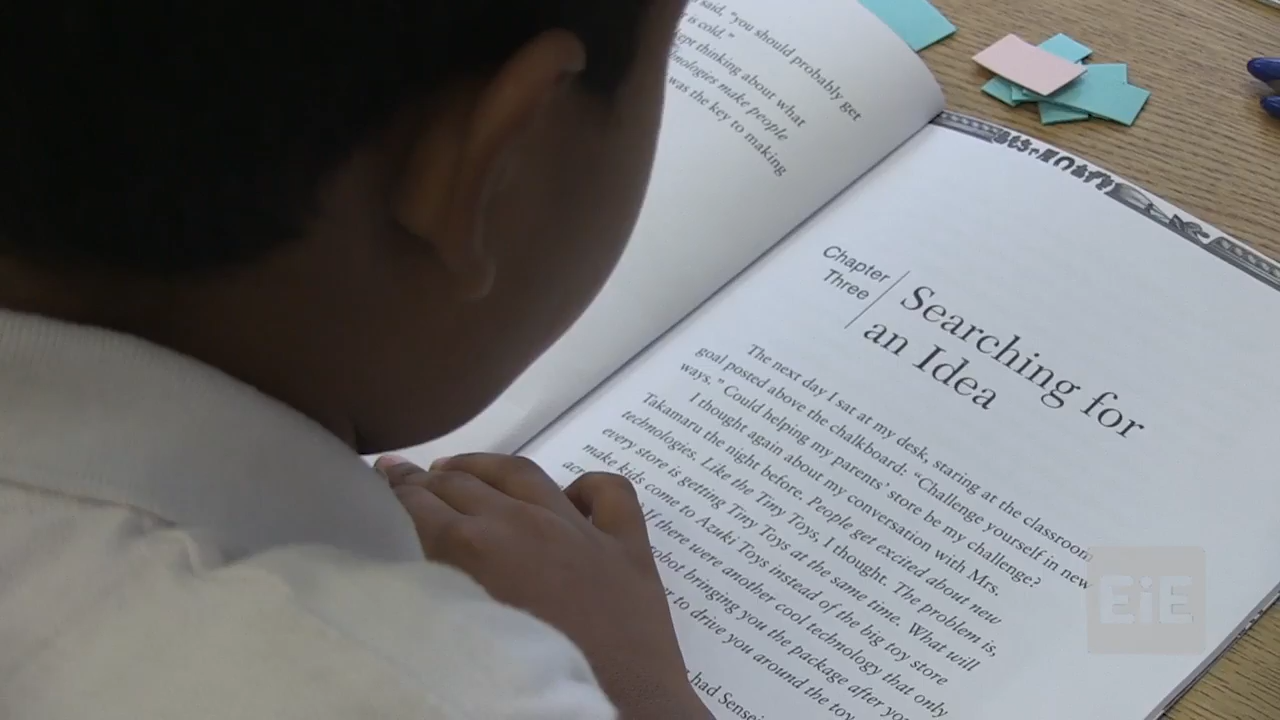 said, "you should probably get
is cold."
kept thinking about what
make people
was the key to making
Chapter
Three
Searching for
an Idea
The next day I sat at my desk, staring at the classroom
goal posted above the chalkboard: "Challenge yourself in new
ways." Could helping my parents' store be my challenge?
I thought again about my conversation with Mrs.
Takamaru the night before. People get excited about new
technologies. Like the Tiny Toys, I thought. The problem is,
every store is getting Tiny Toys at the same time. What will
make kids come to Azuki Toys instead of the big toy store
If there were another cool technology that only
bringing you the package after
to drive you around the toy
had
EiE